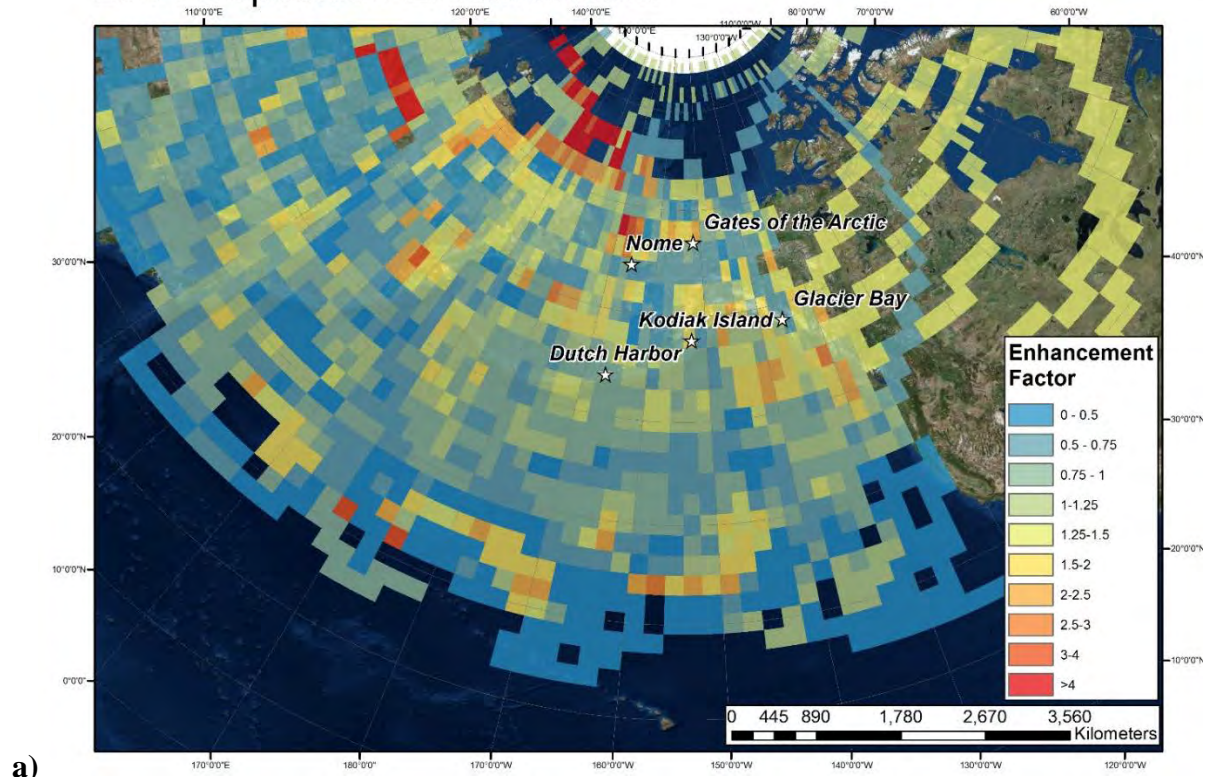 110°0'0"E
120°0'0"E
140°0'0"E
80°0'0"W
70°0'0"W
60°0'0"W
130°0'0"W
Gates of the Arctic
Nome
30°0'0"N
40°0'0"N
Glacier Bay
Kodiak Island
Dutch Harbor
Enhancement
Factor
0 - 0.5
0.5 - 0.75
0.75 - 1
1-1.25
1.25-1.5
1.5-2
2-2.5
2.5-3
3-4
>4
30°0'0"N
20°0'0"N
20°0'0"N
10°0'0"N
10°0'0"N
0°0'0"
0 445 890 1,780 2,670 3,560
Kilometers
170°0'0"E
180°0'0"
170°0'0"W
160°0'0"W
150°0'0"W
140°0'0"W
130°0'0"W
120°0'0"W
a)